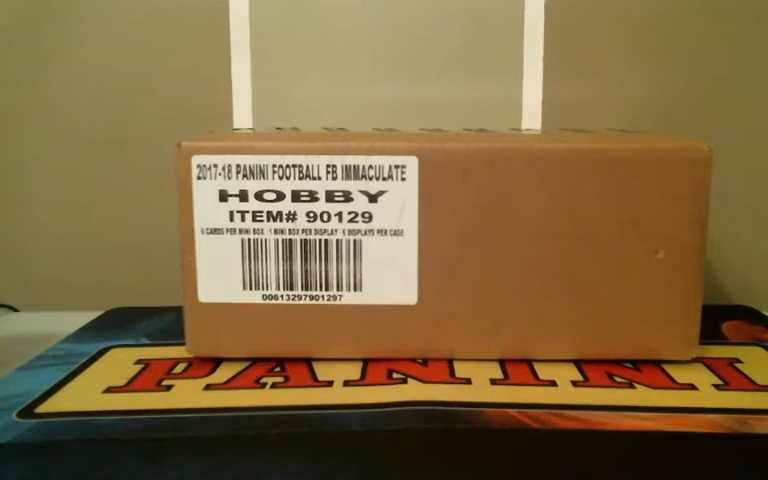 2017-18 PANINI FOOTBALL FB IMMACULATE
HOBBY
ITEM# 90129
6 CARDS PER MINI BOX · 1 MINI BOX PER DISPLAY · 6 DISPLAYS PER CASE
00613297901297
PANINI